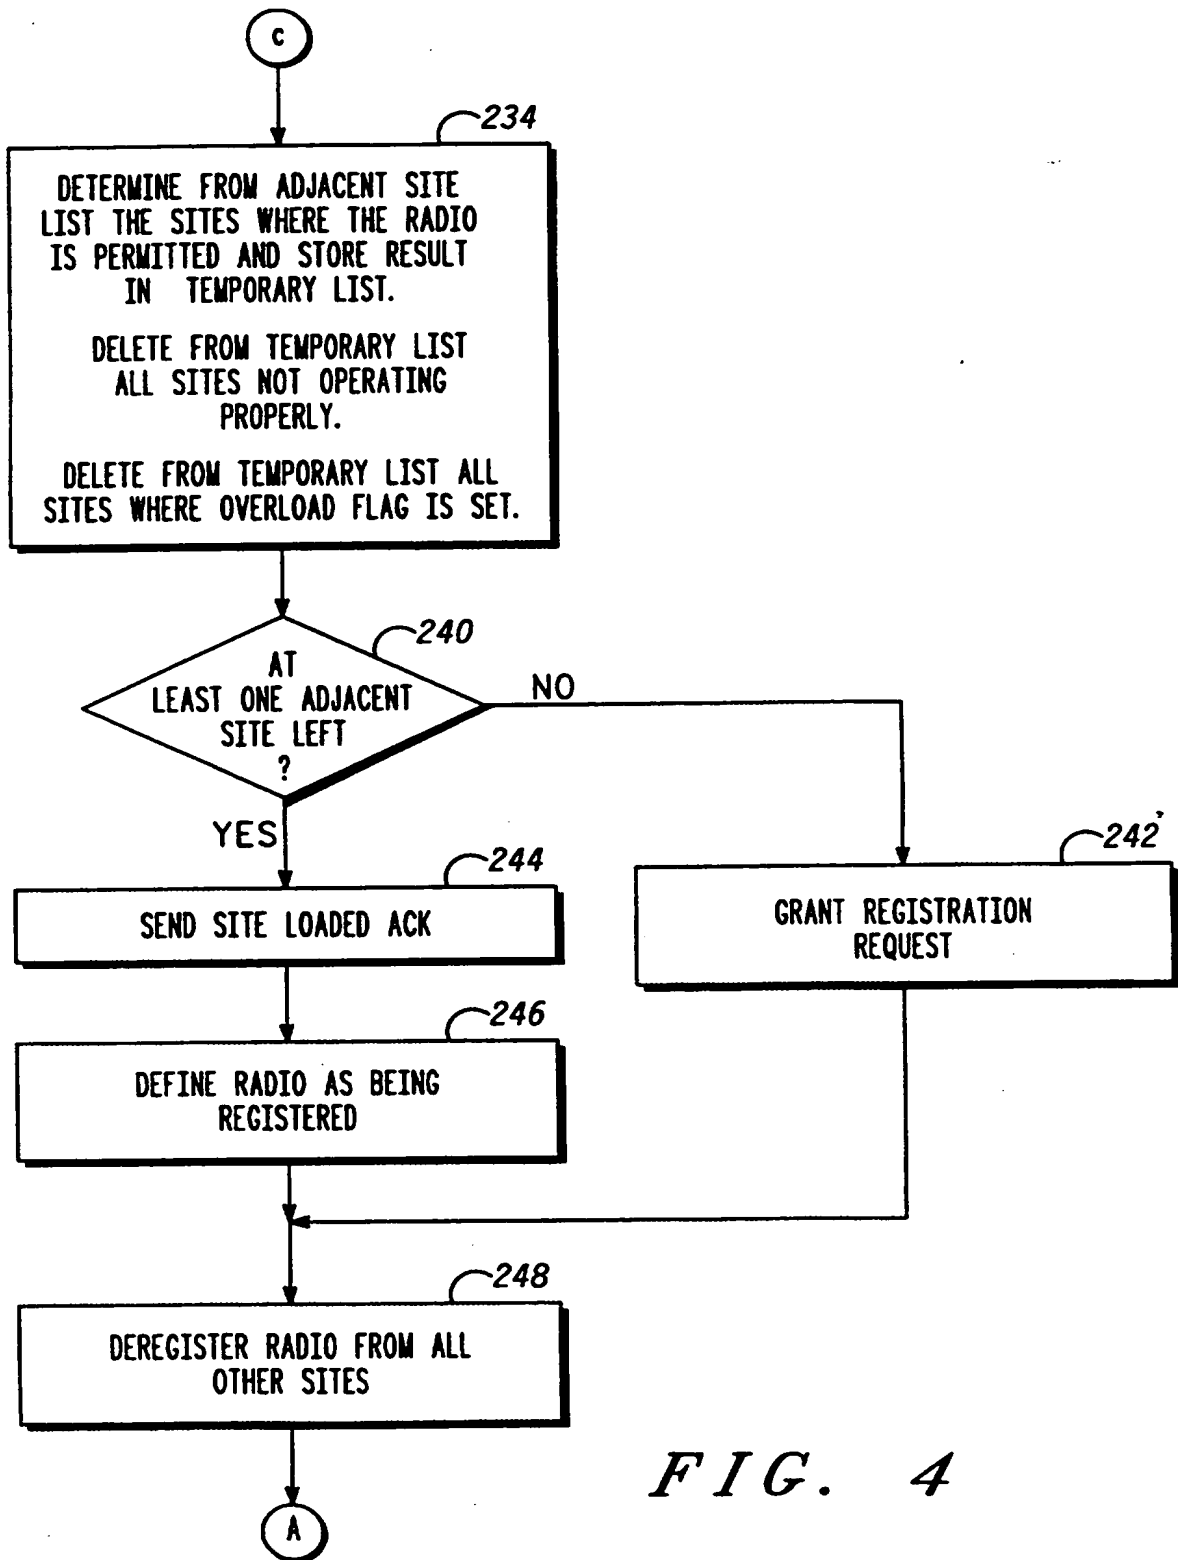 C
234
DETERMINE FROM ADJACENT SITE
LIST THE SITES WHERE THE RADIO
IS PERMITTED AND STORE RESULT
IN TEMPORARY LIST.
DELETE FROM TEMPORARY LIST
ALL SITES NOT OPERATING
PROPERLY.
DELETE FROM TEMPORARY LIST ALL
SITES WHERE OVERLOAD FLAG IS SET.
240
AT
LEAST ONE ADJACENT
SITE LEFT
?
NO
YES
242
GRANT REGISTRATION
REQUEST
244
SEND SITE LOADED ACK
246
DEFINE RADIO AS BEING
REGISTERED
248
DEREGISTER RADIO FROM ALL
OTHER SITES
A
FIG. 4